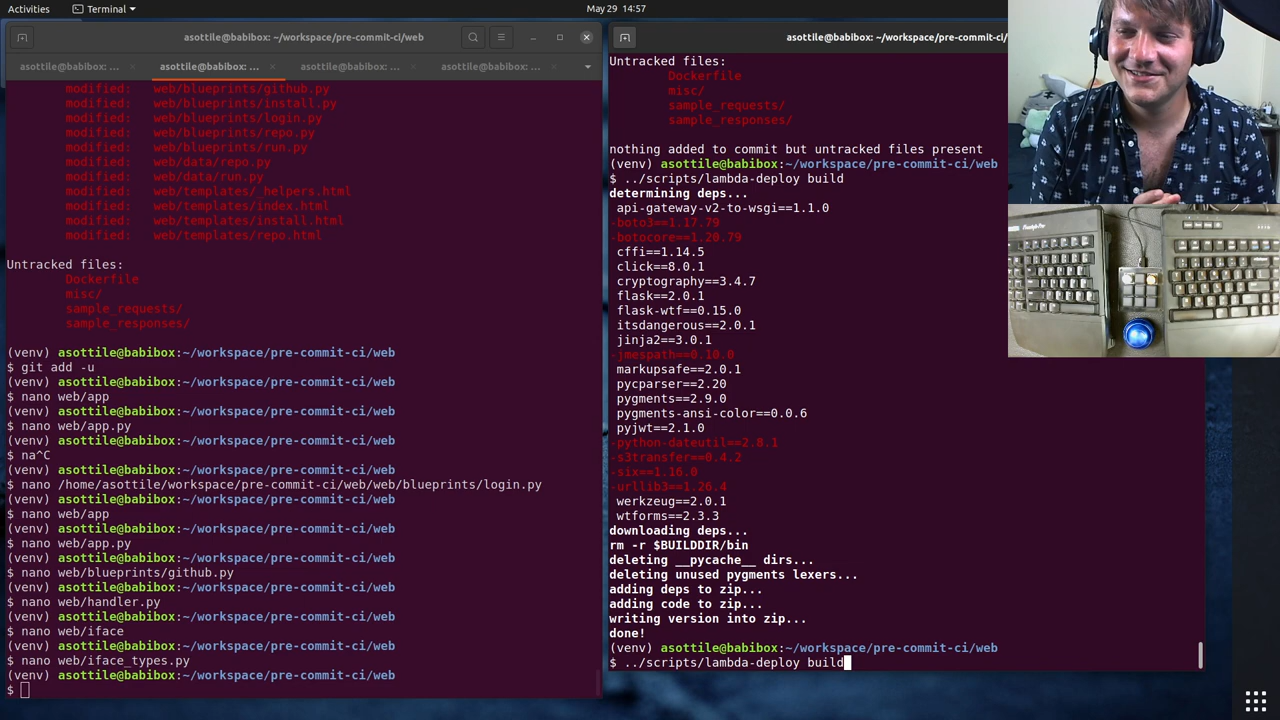 Activities
Terminal
May 29 14:57
asottile@babibox: ~/workspace/pre-commit-ci/web
asottile@babibox: ...
asottile@babibox: ...
asottile@babibox: ...
asottile@babibox: ...
modified: web/blueprints/github.py
modified: web/blueprints/install.py
modified: web/blueprints/login.py
modified: web/blueprints/repo.py
modified: web/blueprints/run.py
modified: web/data/repo.py
modified: web/data/run.py
modified: web/templates/_helpers.html
modified: web/templates/index.html
modified: web/templates/install.html
modified: web/templates/repo.html
Untracked files:
Dockerfile
misc/
sample_requests/
sample_responses/
(venv) asottile@babibox:~/workspace/pre-commit-ci/web
$ git add -u
(venv) asottile@babibox:~/workspace/pre-commit-ci/web
$ nano web/app
(venv) asottile@babibox:~/workspace/pre-commit-ci/web
$ nano web/app.py
(venv) asottile@babibox:~/workspace/pre-commit-ci/web
$ na^C
(venv) asottile@babibox:~/workspace/pre-commit-ci/web
$ nano /home/asottile/workspace/pre-commit-ci/web/web/blueprints/login.py
(venv) asottile@babibox:~/workspace/pre-commit-ci/web
$ nano web/app
(venv) asottile@babibox:~/workspace/pre-commit-ci/web
$ nano web/app.py
(venv) asottile@babibox:~/workspace/pre-commit-ci/web
$ nano web/blueprints/github.py
(venv) asottile@babibox:~/workspace/pre-commit-ci/web
$ nano web/handler.py
(venv) asottile@babibox:~/workspace/pre-commit-ci/web
$ nano web/iface
(venv) asottile@babibox:~/workspace/pre-commit-ci/web
$ nano web/iface_types.py
(venv) asottile@babibox:~/workspace/pre-commit-ci/web
$
asottile@babibox: ~/workspace/pre-commit-ci/
Untracked files:
Dockerfile
misc/
sample_requests/
sample_responses/
nothing added to commit but untracked files present
(venv) asottile@babibox:~/workspace/pre-commit-ci/web
$ ../scripts/lambda-deploy build
determining deps...
api-gateway-v2-to-wsgi==1.1.0
-boto3==1.17.79
-botocore==1.20.79
cffi==1.14.5
click==8.0.1
cryptography==3.4.7
flask==2.0.1
flask-wtf==0.15.0
itsdangerous==2.0.1
jinja2==3.0.1
-jmespath==0.10.0
markupsafe==2.0.1
pycparser==2.20
pygments==2.9.0
pygments-ansi-color==0.0.6
pyjwt==2.1.0
-python-dateutil==2.8.1
-s3transfer==0.4.2
-six==1.16.0
-urllib3==1.26.4
werkzeug==2.0.1
wtforms==2.3.3
downloading deps...
rm -r $BUILDDIR/bin
deleting __pycache__ dirs...
deleting unused pygments lexers...
adding deps to zip...
adding code to zip...
writing version into zip...
done!
(venv) asottile@babibox:~/workspace/pre-commit-ci/web
$ ../scripts/lambda-deploy build